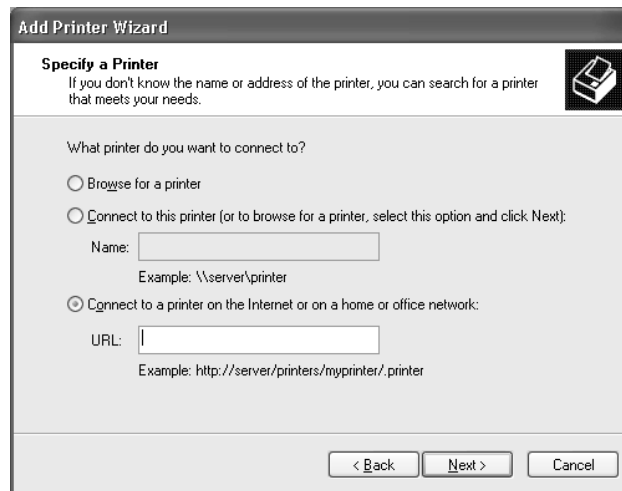 Add Printer Wizard
Specify a Printer
If you don't know the name or address of the printer, you can search for a printer
that meets your needs.
What printer do you want to connect to?
Browse for a printer
Connect to this printer (or to browse for a printer, select this option and click Next):
Name:
Example: \\server\printer
Connect to a printer on the Internet or on a home or office network:
URL:
Example: http://server/printers/myprinter/.printer
< Back Next > Cancel